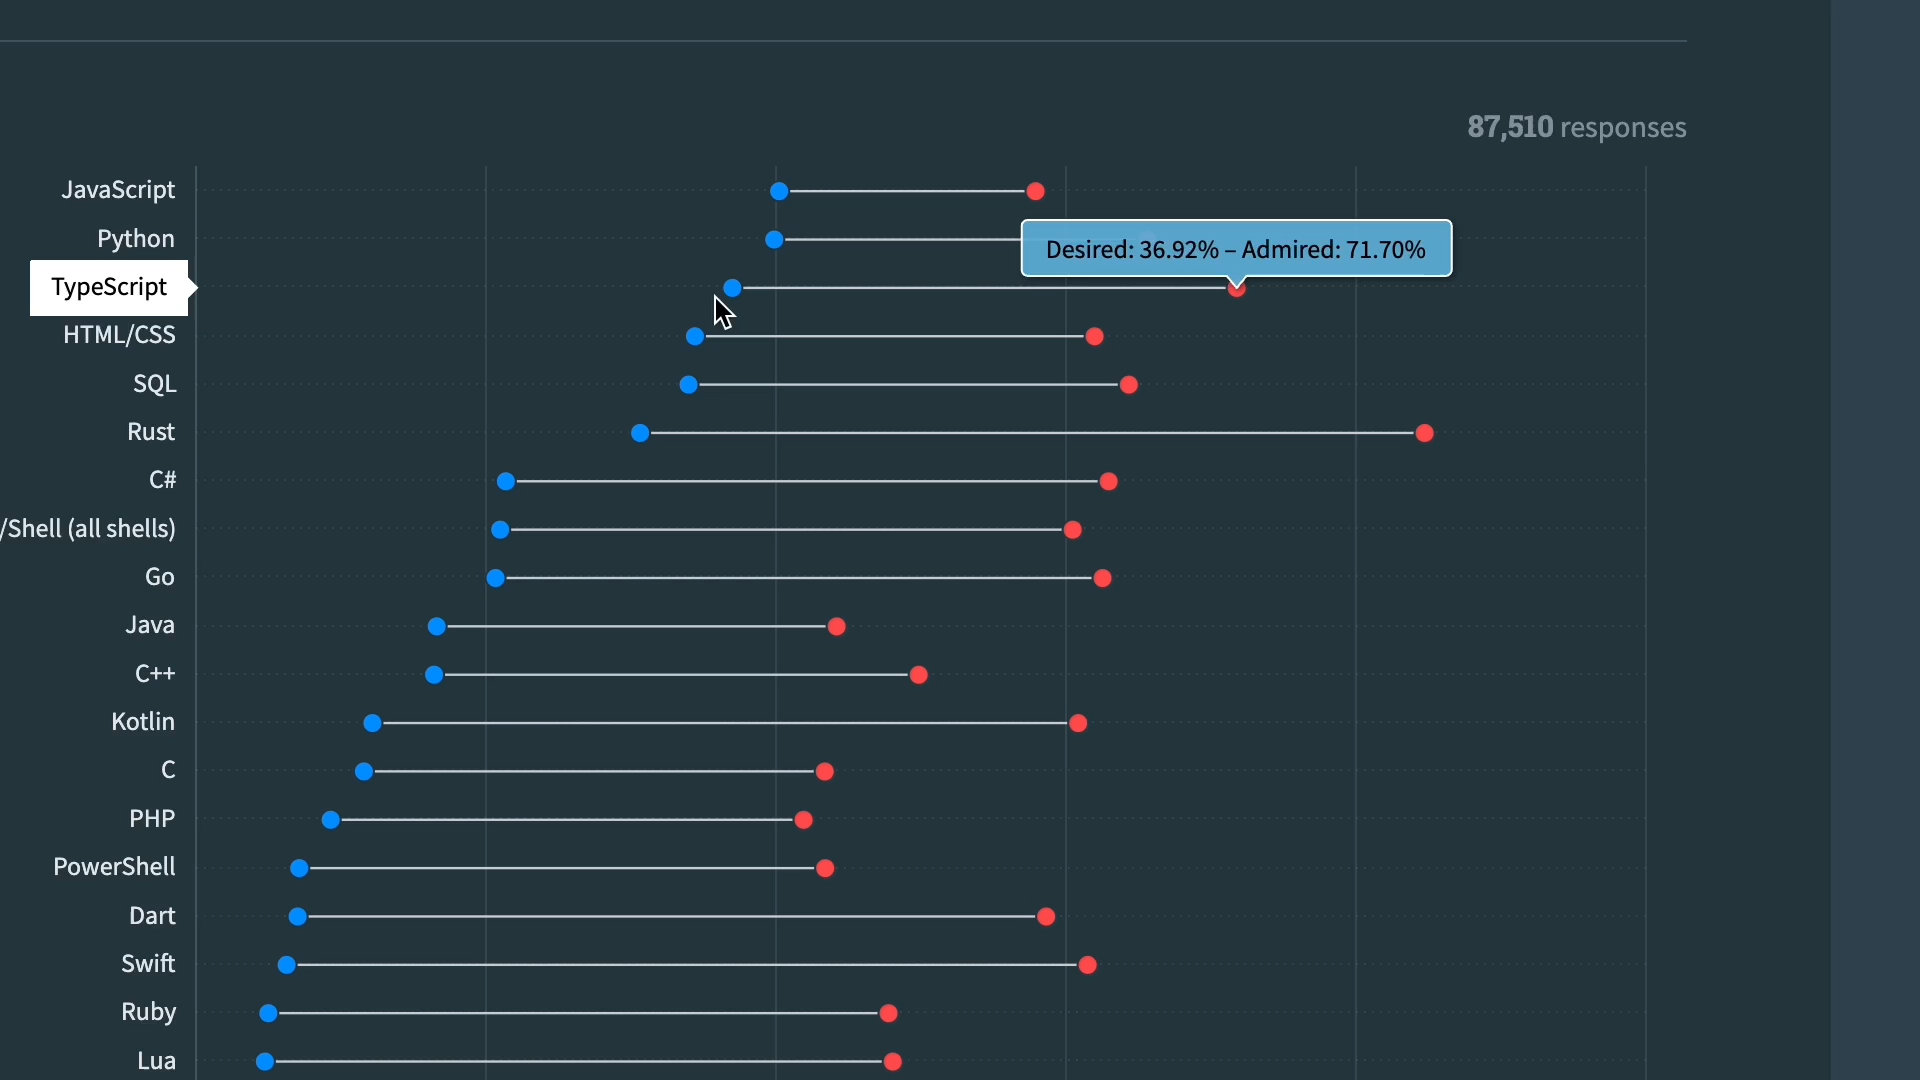 87,510 responses
JavaScript
Python
Desired: 36.92% – Admired: 71.70%
TypeScript
HTML/CSS
SQL
Rust
C#
/Shell (all shells)
Go
Java
C++
Kotlin
C
PHP
PowerShell
Dart
Swift
Ruby
Lua